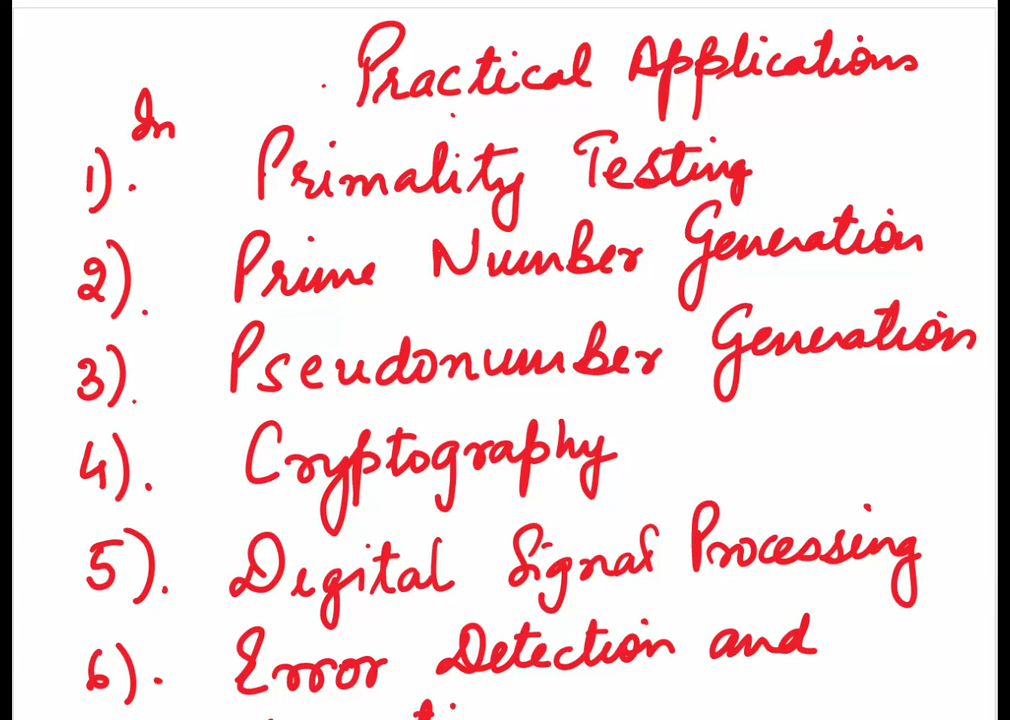 Practical Applications
In
1). Primality Testing
2). Prime Number Generation
3). Pseudonumber Generation
4). Cryptography
5). Digital Signal Processing
6). Error Detection and